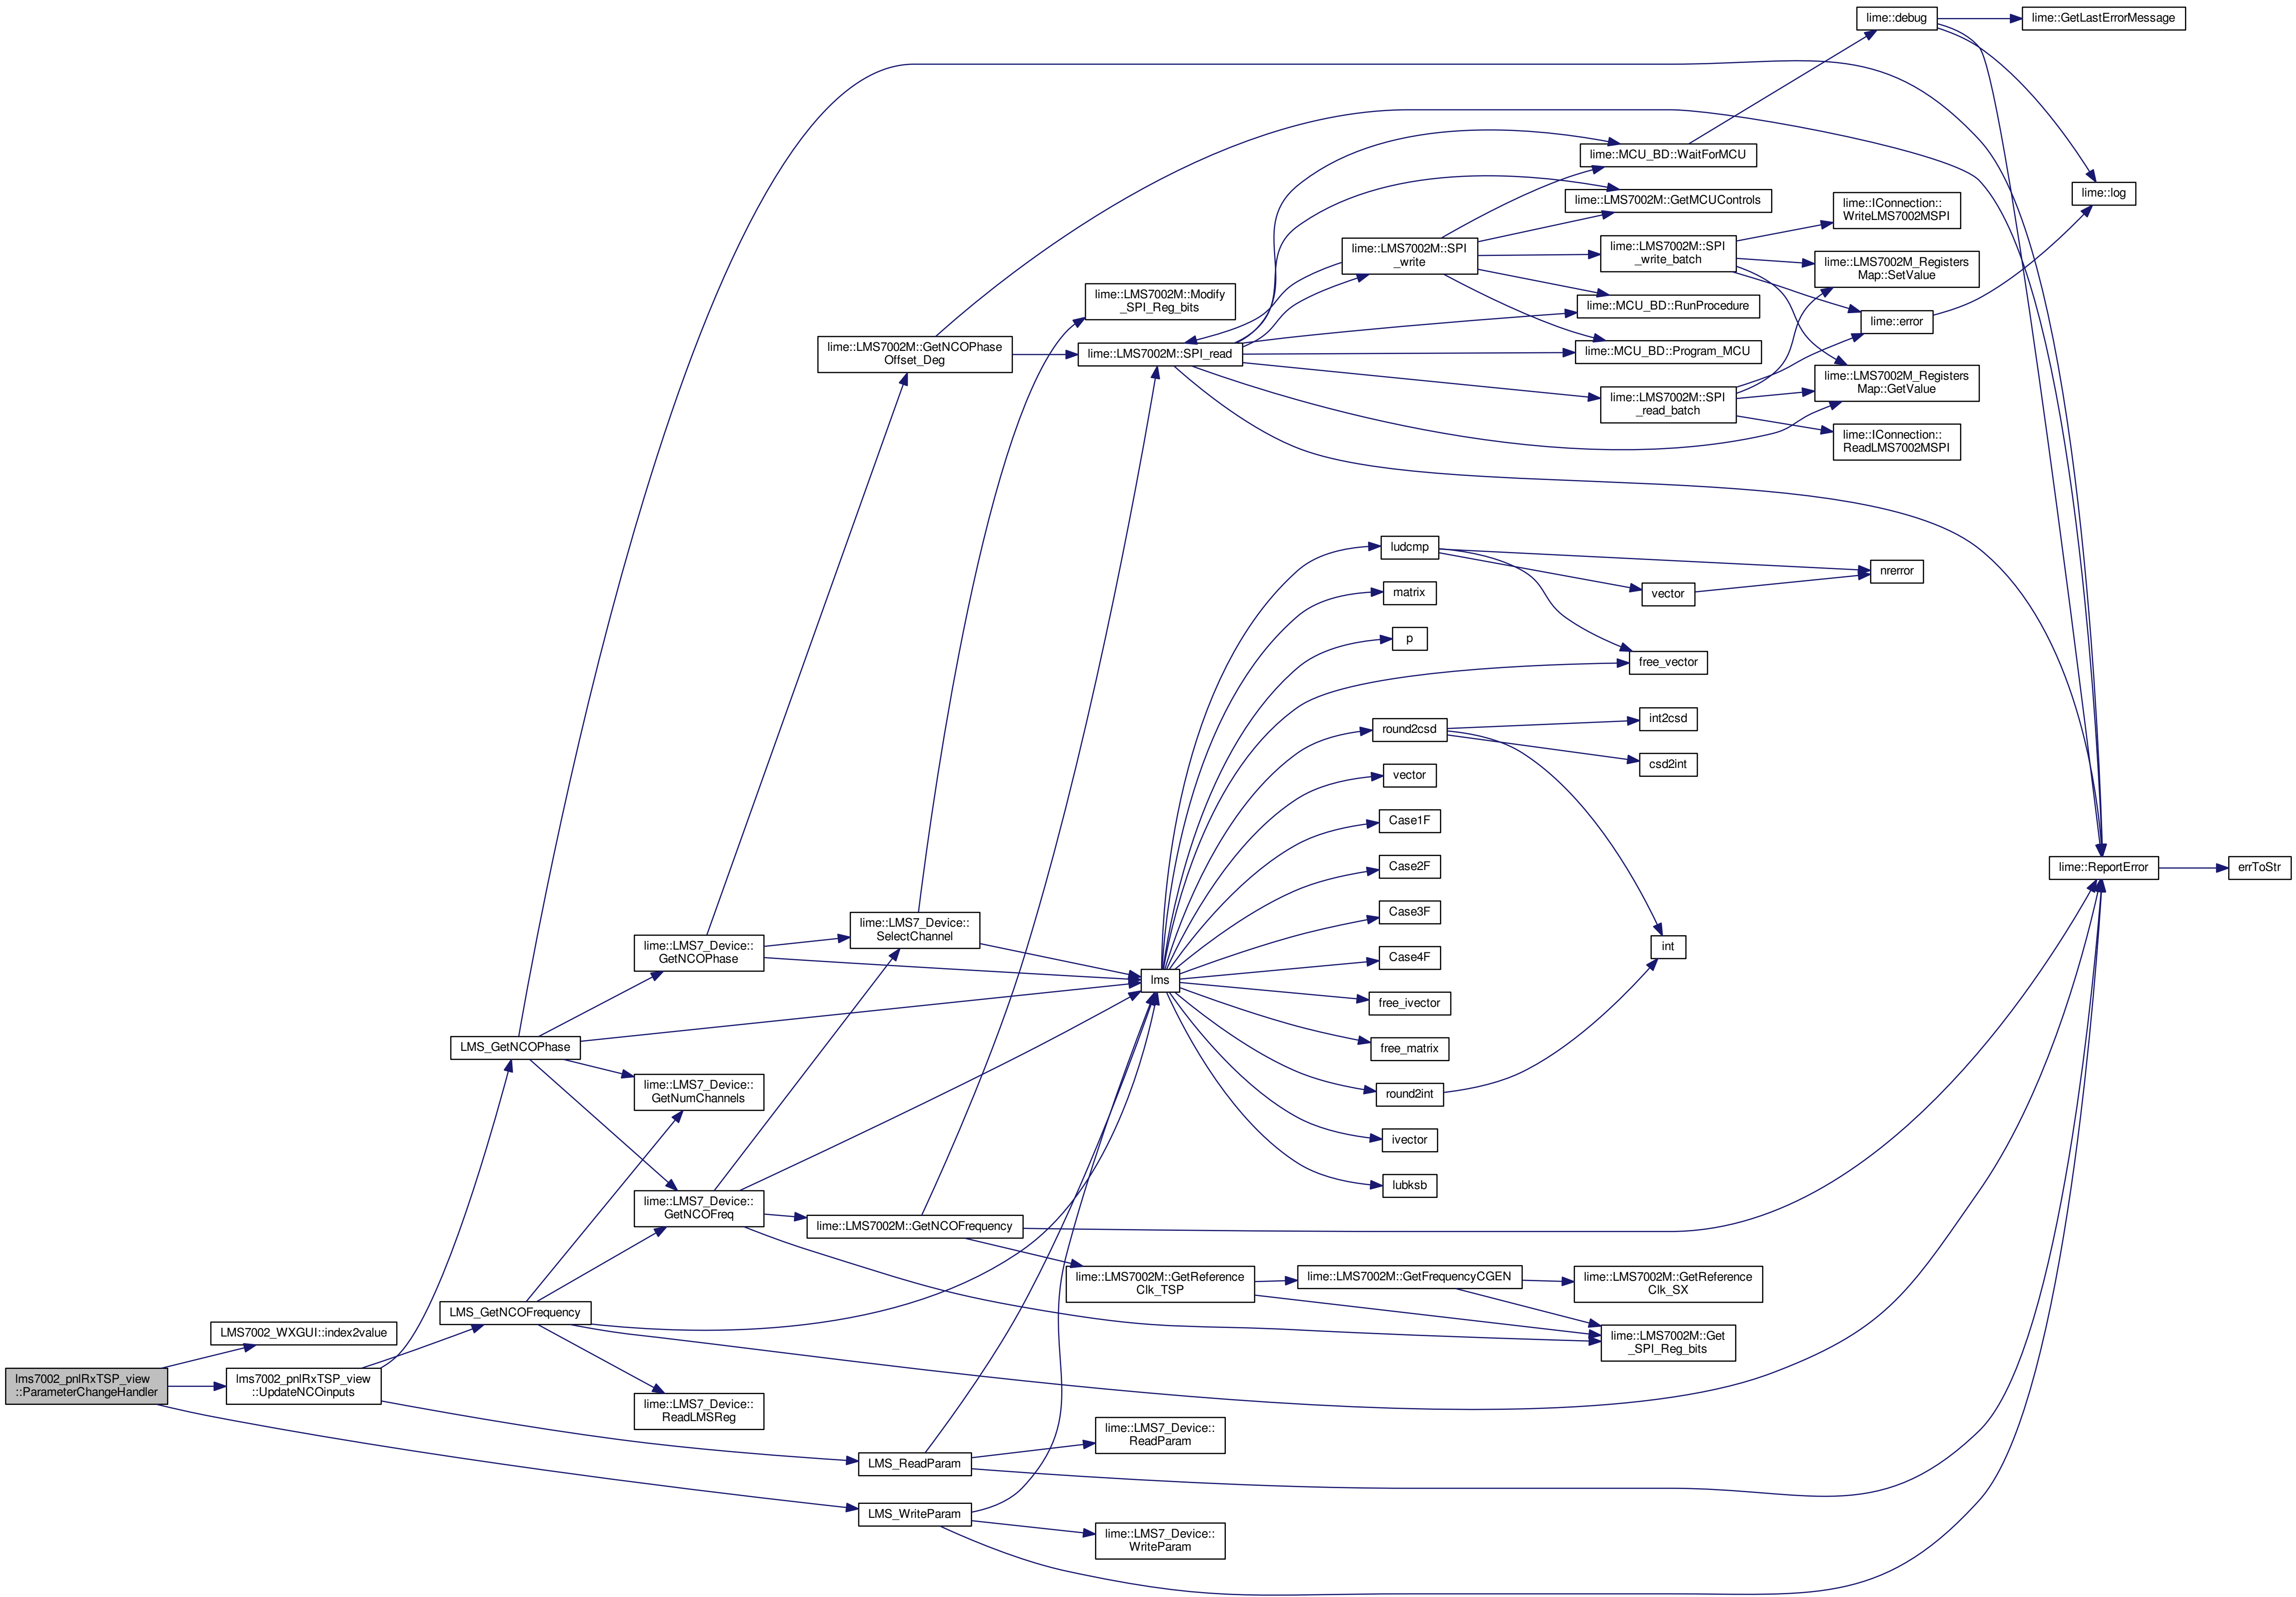 lime::debug
lime::GetLastErrorMessage
lime::MCU_BD::WaitForMCU
lime::log
lime::LMS7002M::GetMCUControls
lime::IConnection::
WriteLMS7002MSPI
lime::LMS7002M::SPI
_write
lime::LMS7002M::SPI
_write_batch
lime::LMS7002M_Registers
Map::SetValue
lime::LMS7002M::Modify
_SPI_Reg_bits
lime::MCU_BD::RunProcedure
lime::error
lime::LMS7002M::GetNCOPhase
Offset_Deg
lime::LMS7002M::SPI_read
lime::MCU_BD::Program_MCU
lime::LMS7002M_Registers
Map::GetValue
lime::LMS7002M::SPI
_read_batch
lime::IConnection::
ReadLMS7002MSPI
ludcmp
nrerror
matrix
vector
p
free_vector
round2csd
int2csd
csd2int
vector
Case1F
Case2F
lime::ReportError
errToStr
Case3F
lime::LMS7_Device::
SelectChannel
lime::LMS7_Device::
GetNCOPhase
int
Case4F
lms
free_ivector
LMS_GetNCOPhase
free_matrix
lime::LMS7_Device::
GetNumChannels
round2int
ivector
lubksb
lime::LMS7_Device::
GetNCOFreq
lime::LMS7002M::GetNCOFrequency
lime::LMS7002M::GetReference
Clk_TSP
lime::LMS7002M::GetFrequencyCGEN
lime::LMS7002M::GetReference
Clk_SX
LMS_GetNCOFrequency
LMS7002_WXGUI::index2value
lime::LMS7002M::Get
_SPI_Reg_bits
lms7002_pnlRxTSP_view
::ParameterChangeHandler
lms7002_pnlRxTSP_view
::UpdateNCOinputs
lime::LMS7_Device::
ReadLMSReg
lime::LMS7_Device::
ReadParam
LMS_ReadParam
LMS_WriteParam
lime::LMS7_Device::
WriteParam